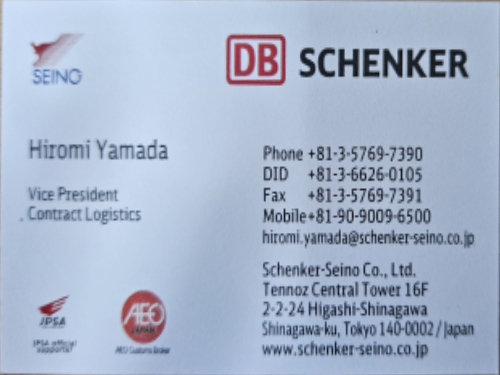 SEINO
DB SCHENKER
Hiromi Yamada
Vice President
Contract Logistics
Phone +81-3-5769-7390
DID +81-3-6626-0105
Fax +81-3-5769-7391
Mobile+81-90-9009-6500
hiromi.yamada@schenker-seino.co.jp
Schenker-Seino Co., Ltd.
Tennoz Central Tower 16F
2-2-24 Higashi-Shinagawa
Shinagawa-ku, Tokyo 140-0002 / Japan
www.schenker-seino.co.jp
JPSA
JPSA official
supporter
AEO
JAPAN
AEO Customs Broker